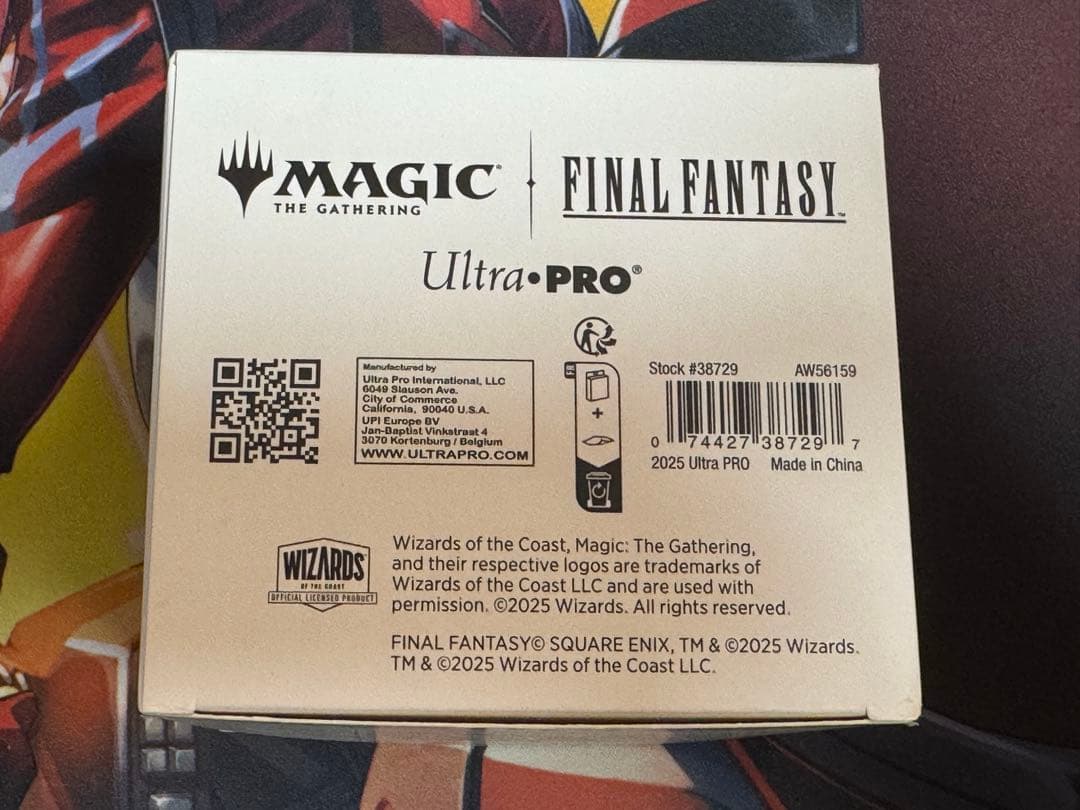 MAGIC®
THE GATHERING
FINAL FANTASY™
Ultra•PRO®
Manufactured by
Ultra Pro International, LLC
6049 Slauson Ave.
City of Commerce
California, 90040 U.S.A.
UPI Europe BV
Jan-Baptist Vinkstraat 4
3070 Kortenburg / Belgium
WWW.ULTRAPRO.COM
+
Stock #38729 AW56159
0 74427 38729 7
2025 Ultra PRO Made in China
WIZARDS
OF THE COAST
OFFICIAL LICENSED PRODUCT
Wizards of the Coast, Magic: The Gathering,
and their respective logos are trademarks of
Wizards of the Coast LLC and are used with
permission. ©2025 Wizards. All rights reserved.
FINAL FANTASY© SQUARE ENIX, TM & ©2025 Wizards.
TM & ©2025 Wizards of the Coast LLC.